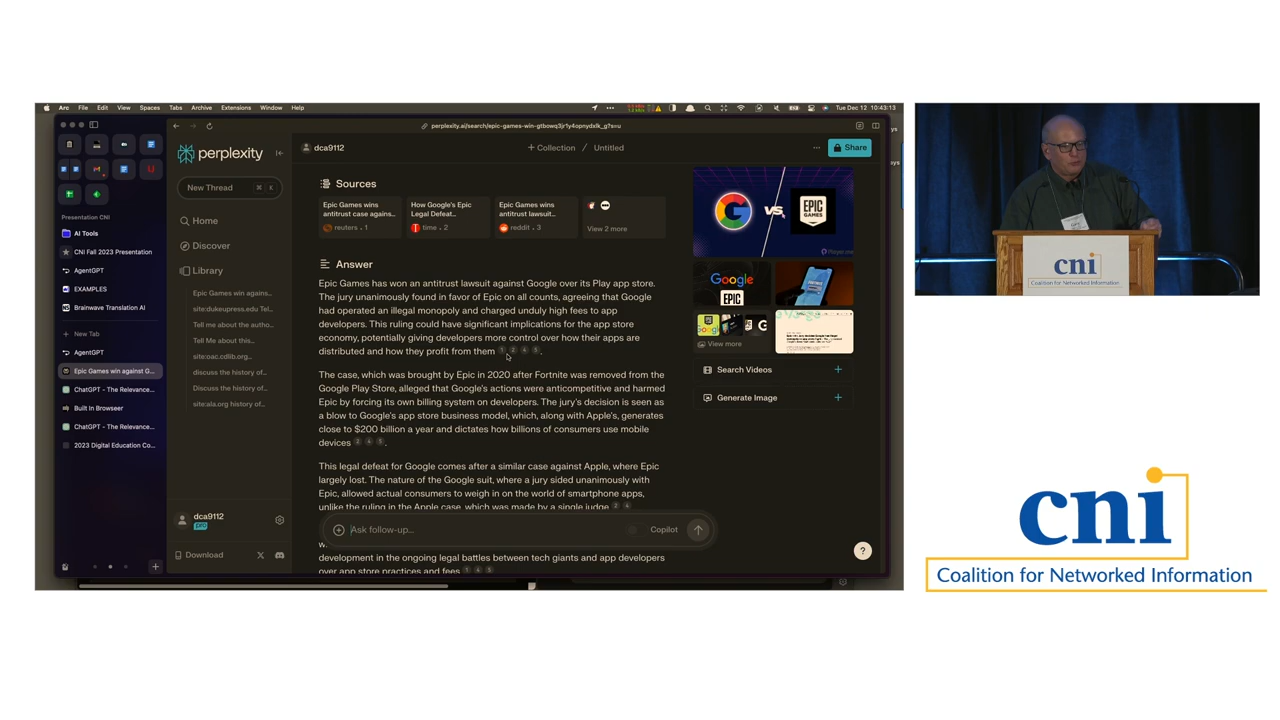 Arc File Edit View Spaces Tabs Archive Extensions Window Help
Tue Dec 12 10:43:13
perplexity.ai/search/epic-games-win-gtbowq3jr1y4opnydxlk_g?s=u
Presentation CNI
AI Tools
CNI Fall 2023 Presentation
AgentGPT
EXAMPLES
Brainwave Translation AI
New Tab
AgentGPT
Epic Games win against G...
ChatGPT - The Relevance...
Built In Browser
ChatGPT - The Relevance...
2023 Digital Education Co...
perplexity
New Thread ⌘ K
Home
Discover
Library
Epic Games win agains...
site:dukeupress.edu Tel...
Tell me about the autho...
Tell Me about this...
site:oac.cdlib.org...
discuss the history of...
Discuss the history of...
site:ala.org history of...
dca9112
pro
Download
dca9112
+ Collection / Untitled
Share
Sources
Epic Games wins
antitrust case agains...
reuters . 1
How Google's Epic
Legal Defeat...
time . 2
Epic Games wins
antitrust lawsuit...
reddit . 3
View 2 more
Answer
Epic Games has won an antitrust lawsuit against Google over its Play app store.
The jury unanimously found in favor of Epic on all counts, agreeing that Google
had operated an illegal monopoly and charged unduly high fees to app
developers. This ruling could have significant implications for the app store
economy, potentially giving developers more control over how their apps are
distributed and how they profit from them 1 2 4 5 .
The case, which was brought by Epic in 2020 after Fortnite was removed from the
Google Play Store, alleged that Google's actions were anticompetitive and harmed
Epic by forcing its own billing system on developers. The jury's decision is seen as
a blow to Google's app store business model, which, along with Apple's, generates
close to $200 billion a year and dictates how billions of consumers use mobile
devices 2 4 5 .
This legal defeat for Google comes after a similar case against Apple, where Epic
largely lost. The nature of the Google suit, where a jury sided unanimously with
Epic, allowed actual consumers to weigh in on the world of smartphone apps,
unlike the ruling in the Apple case, which was made by a single judge 2 4
Ask follow-up...
Copilot
development in the ongoing legal battles between tech giants and app developers
over app store practices and fees 1 4 5
G VS. EPIC GAMES
Google
EPIC
View more
Search Videos +
Generate Image +
?
cni
Coalition for Networked Information
cni
Coalition for Networked Information